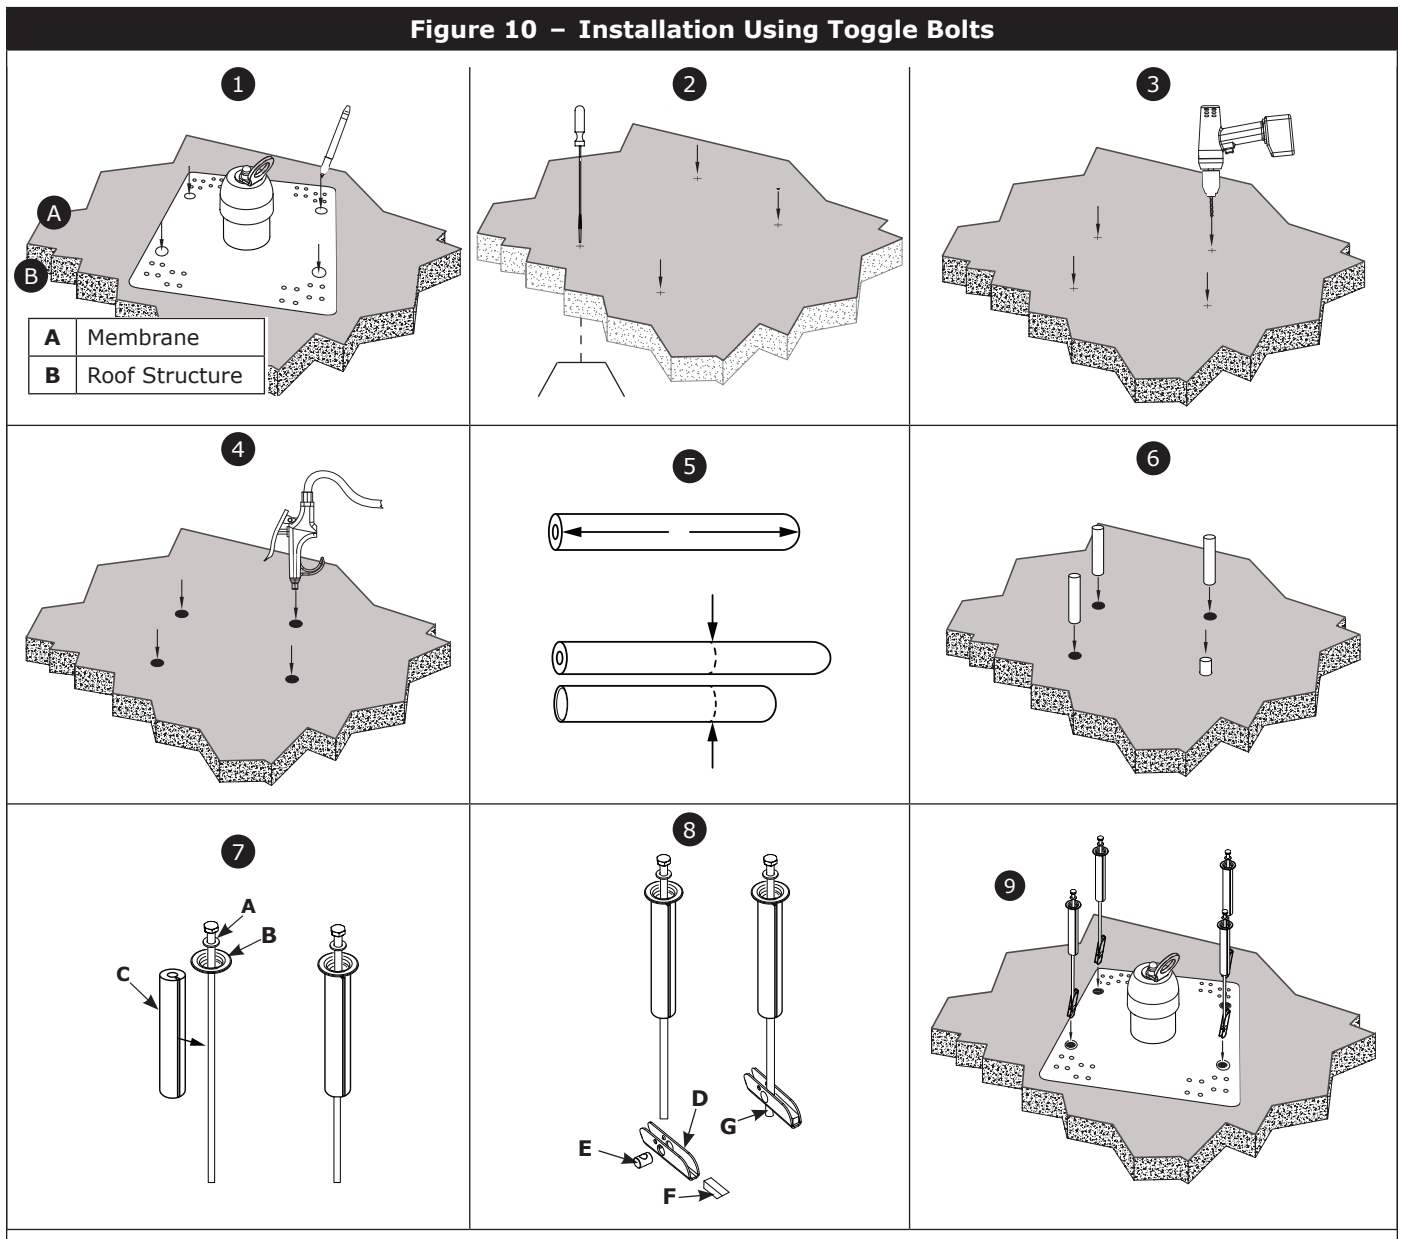 Figure 10 – Installation Using Toggle Bolts
1
2
3
A
B
A Membrane
B Roof Structure
4
5
6
7
A
B
C
8
D
G
E
F
9